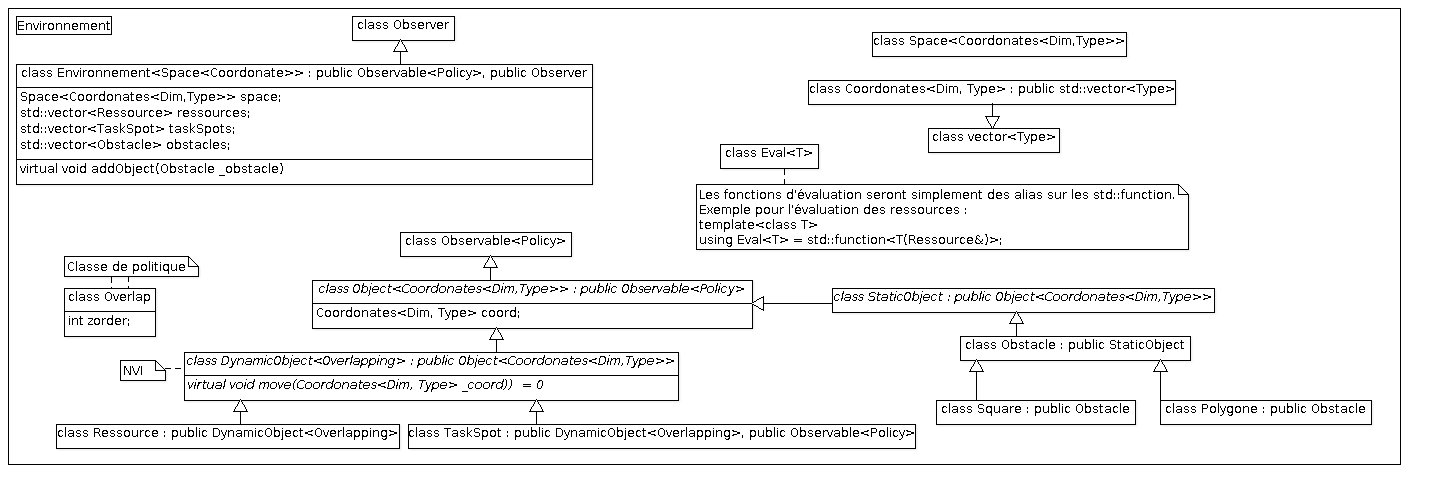 Environnement
class Observer
class Environnement<Space<Coordonate>> : public Observable<Policy>, public Observer
Space<Coordonates<Dim,Type>> space;
std::vector<Ressource> ressources;
std::vector<TaskSpot> taskSpots;
std::vector<Obstacle> obstacles;
virtual void addObject(Obstacle _obstacle)
class Space<Coordonates<Dim,Type>>
class Coordonates<Dim, Type> : public std::vector<Type>
class vector<Type>
class Eval<T>
Les fonctions d'évaluation seront simplement des alias sur les std::function.
Exemple pour l'évaluation des ressources :
template<class T>
using Eval<T> = std::function<T(Ressource&)>;
class Observable<Policy>
Classe de politique
class Overlap
int zorder;
class Object<Coordonates<Dim,Type>> : public Observable<Policy>
Coordonates<Dim, Type> coord;
class StaticObject : public Object<Coordonates<Dim,Type>>
class Obstacle : public StaticObject
NVI
class DynamicObject<Overlapping> : public Object<Coordonates<Dim,Type>>
virtual void move(Coordonates<Dim, Type> _coord)) = 0
class Square : public Obstacle
class Polygone : public Obstacle
class Ressource : public DynamicObject<Overlapping>
class TaskSpot : public DynamicObject<Overlapping>, public Observable<Policy>